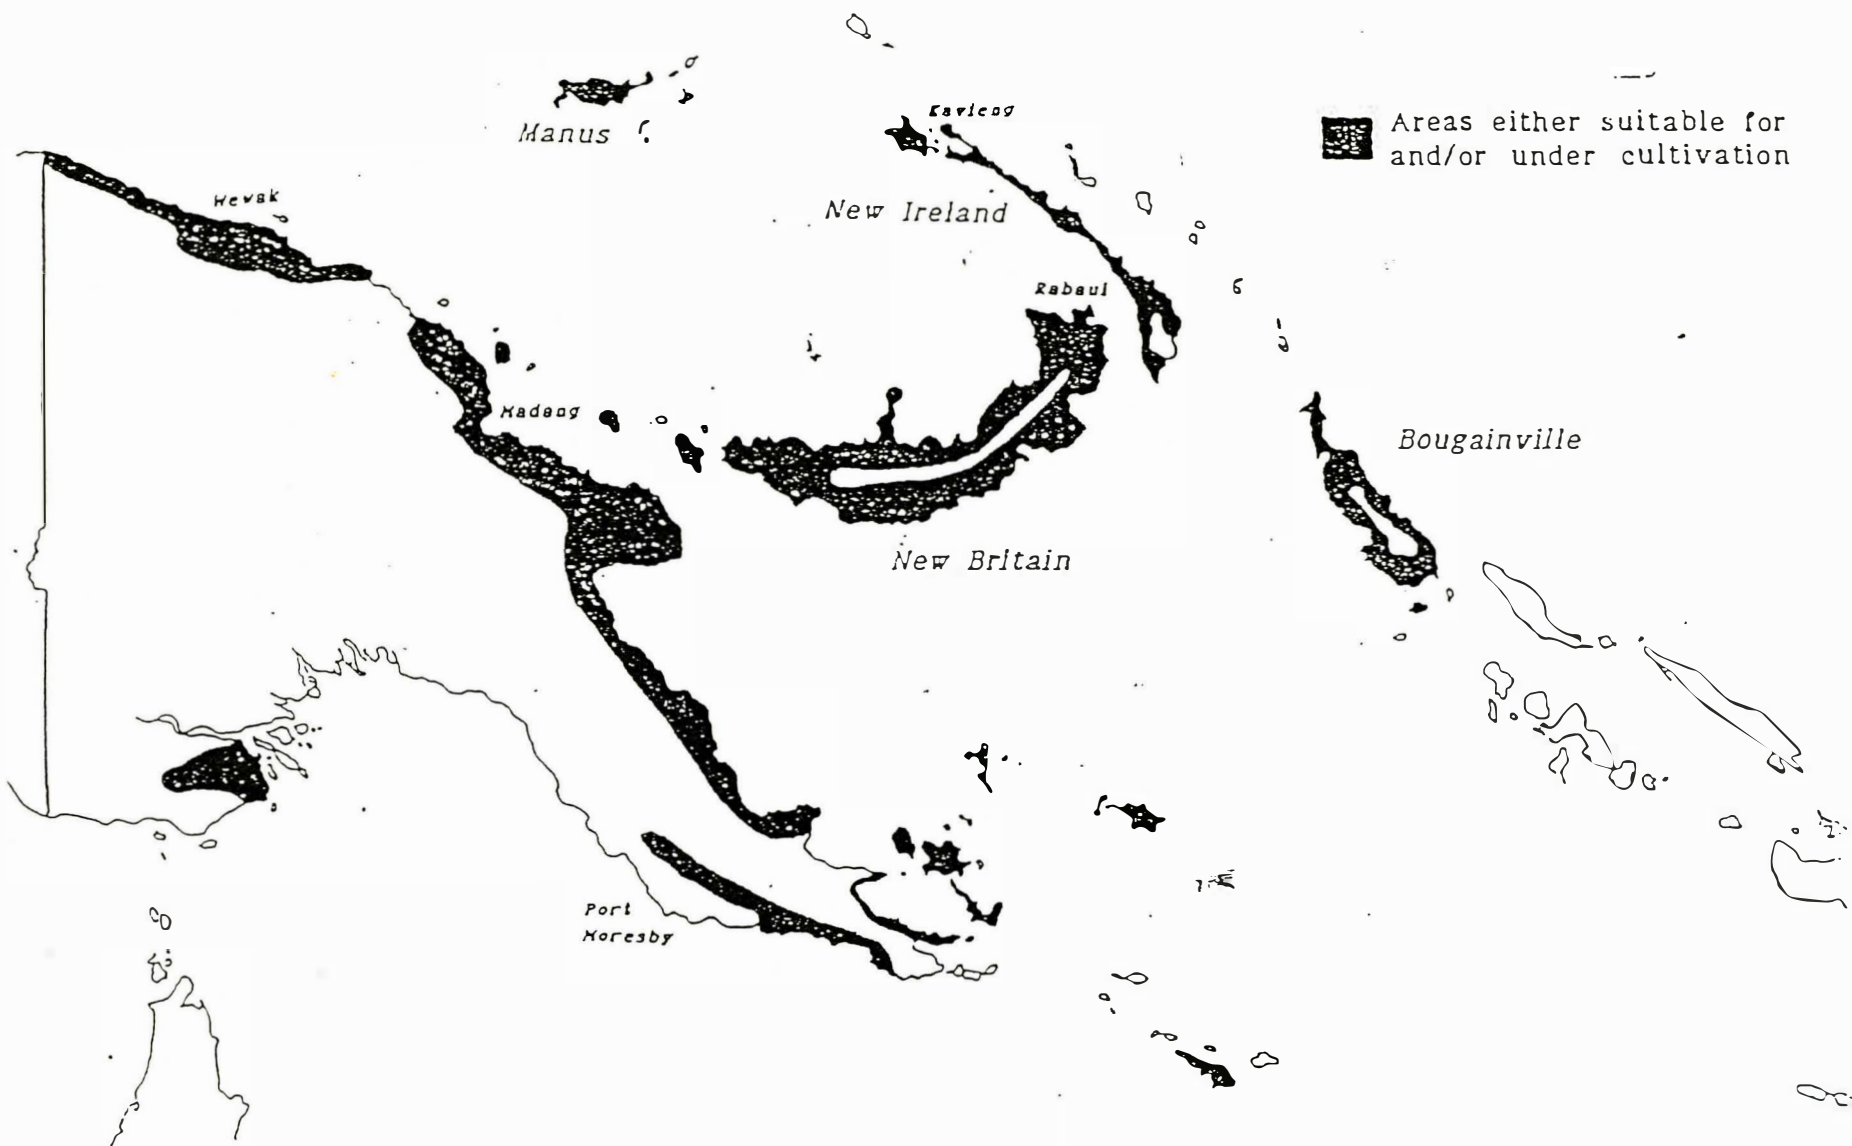 Kavieng
Manus
Areas either suitable for
and/or under cultivation
Wewak
New Ireland
Rabaul
Madang
Bougainville
New Britain
Port
Moresby